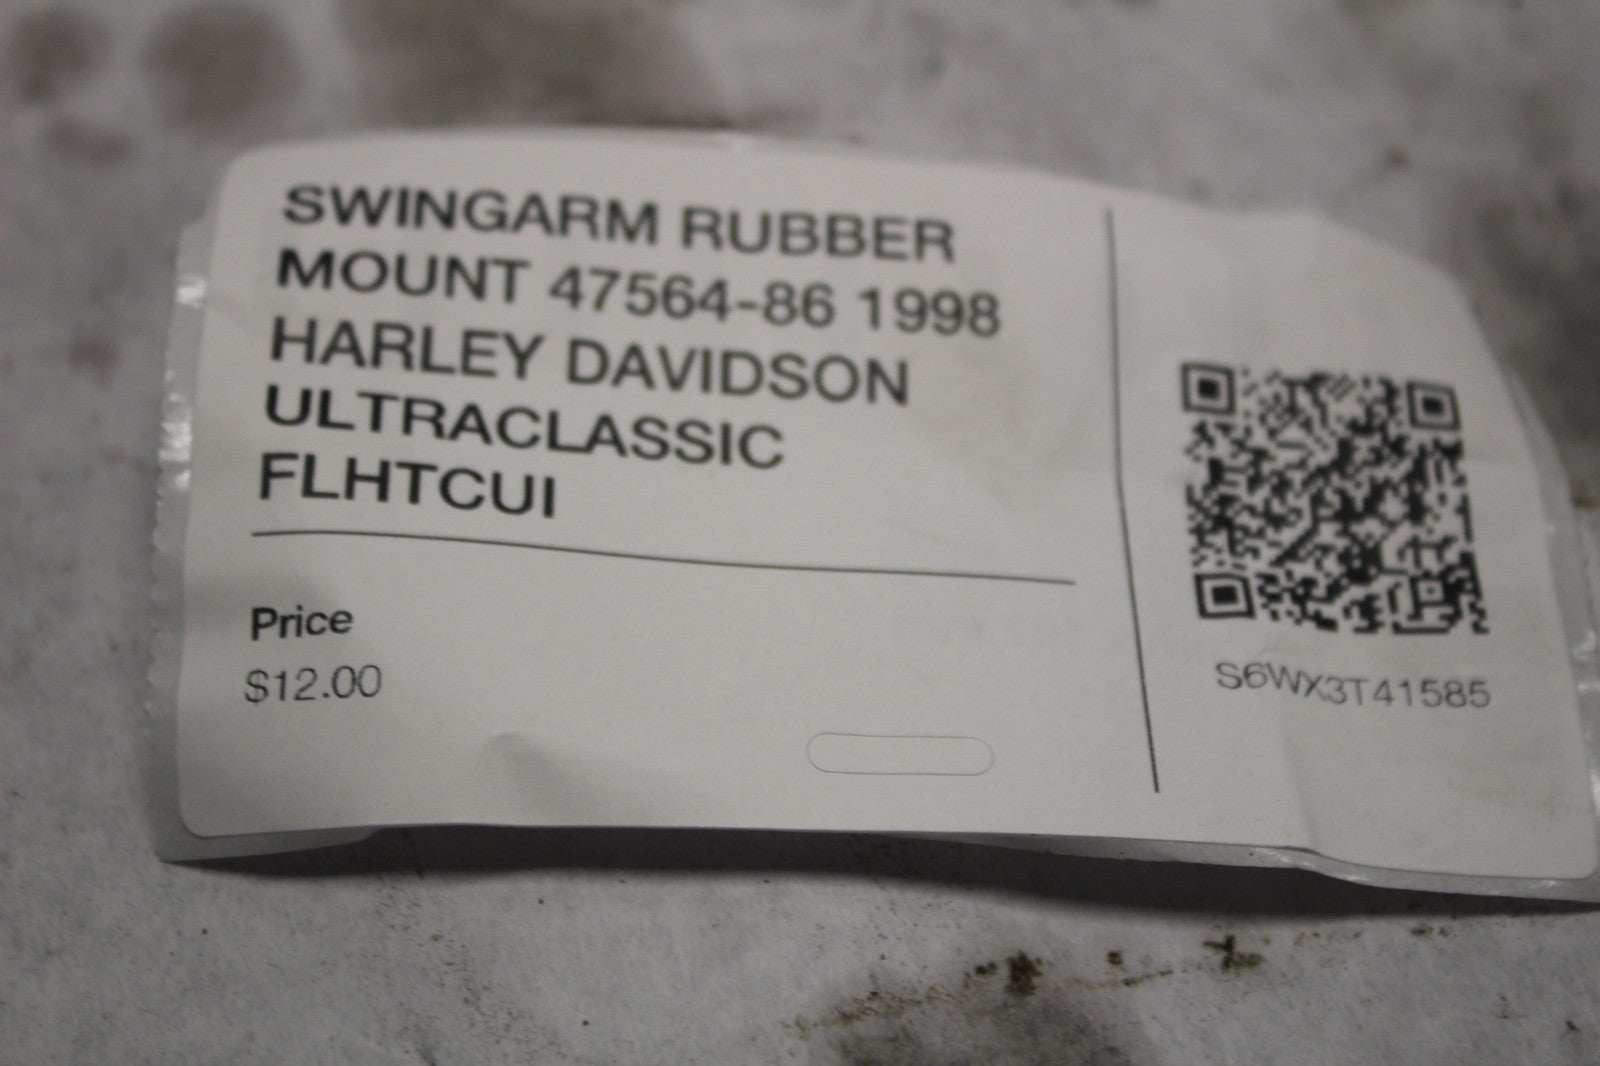 SWINGARM RUBBER
MOUNT 47564-86 1998
HARLEY DAVIDSON
ULTRACLASSIC
FLHTCUI
Price
$12.00
S6WX3T41585